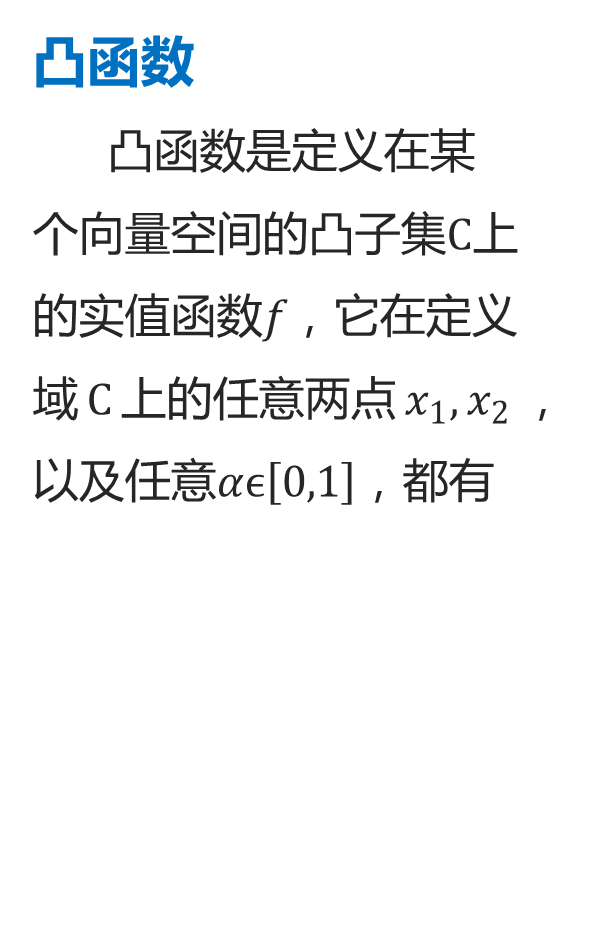 凸函数
凸函数是定义在某
个向量空间的凸子集C上
的实值函数f，它在定义
域 C 上的任意两点 x₁, x₂ ，
以及任意αϵ[0,1]，都有